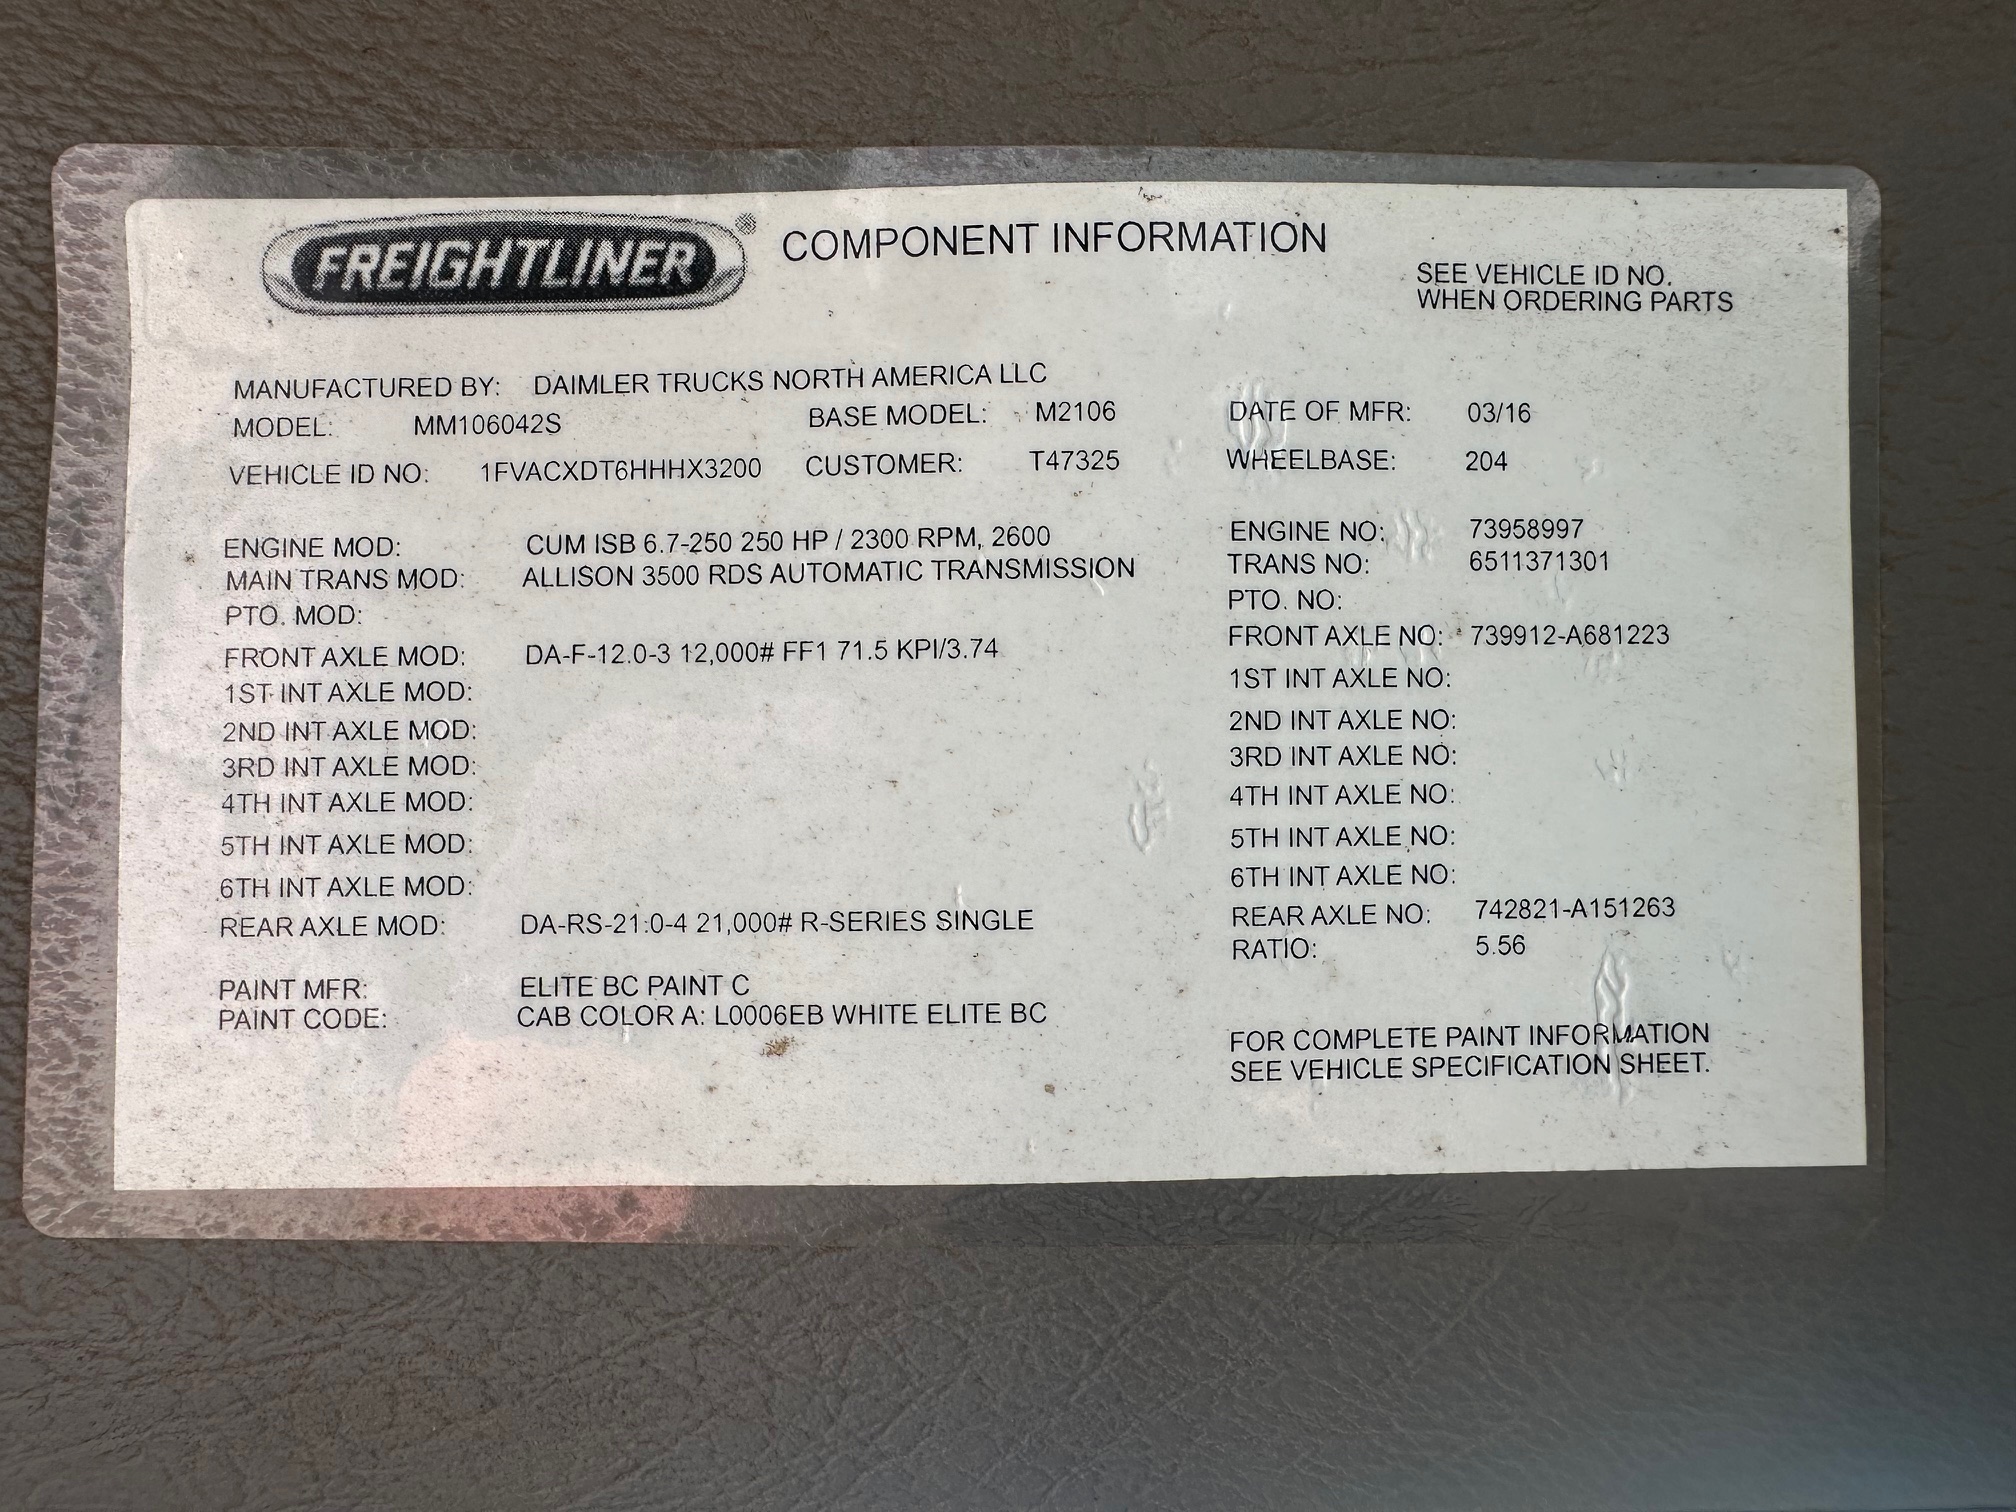 FREIGHTLINER® COMPONENT INFORMATION
SEE VEHICLE ID NO.
WHEN ORDERING PARTS
MANUFACTURED BY: DAIMLER TRUCKS NORTH AMERICA LLC
MODEL: MM106042S BASE MODEL: M2106 DATE OF MFR: 03/16
VEHICLE ID NO: 1FVACXDT6HHHX3200 CUSTOMER: T47325 WHEELBASE: 204
ENGINE MOD: CUM ISB 6.7-250 250 HP / 2300 RPM, 2600 ENGINE NO: 73958997
MAIN TRANS MOD: ALLISON 3500 RDS AUTOMATIC TRANSMISSION TRANS NO: 6511371301
PTO. MOD: PTO. NO:
FRONT AXLE MOD: DA-F-12.0-3 12,000# FF1 71.5 KPI/3.74 FRONT AXLE NO: 739912-A681223
1ST INT AXLE MOD: 1ST INT AXLE NO:
2ND INT AXLE MOD: 2ND INT AXLE NO:
3RD INT AXLE MOD: 3RD INT AXLE NO:
4TH INT AXLE MOD: 4TH INT AXLE NO:
5TH INT AXLE MOD: 5TH INT AXLE NO:
6TH INT AXLE MOD: 6TH INT AXLE NO:
REAR AXLE MOD: DA-RS-21.0-4 21,000# R-SERIES SINGLE REAR AXLE NO: 742821-A151263
RATIO: 5.56
PAINT MFR: ELITE BC PAINT C
PAINT CODE: CAB COLOR A: L0006EB WHITE ELITE BC
FOR COMPLETE PAINT INFORMATION
SEE VEHICLE SPECIFICATION SHEET.